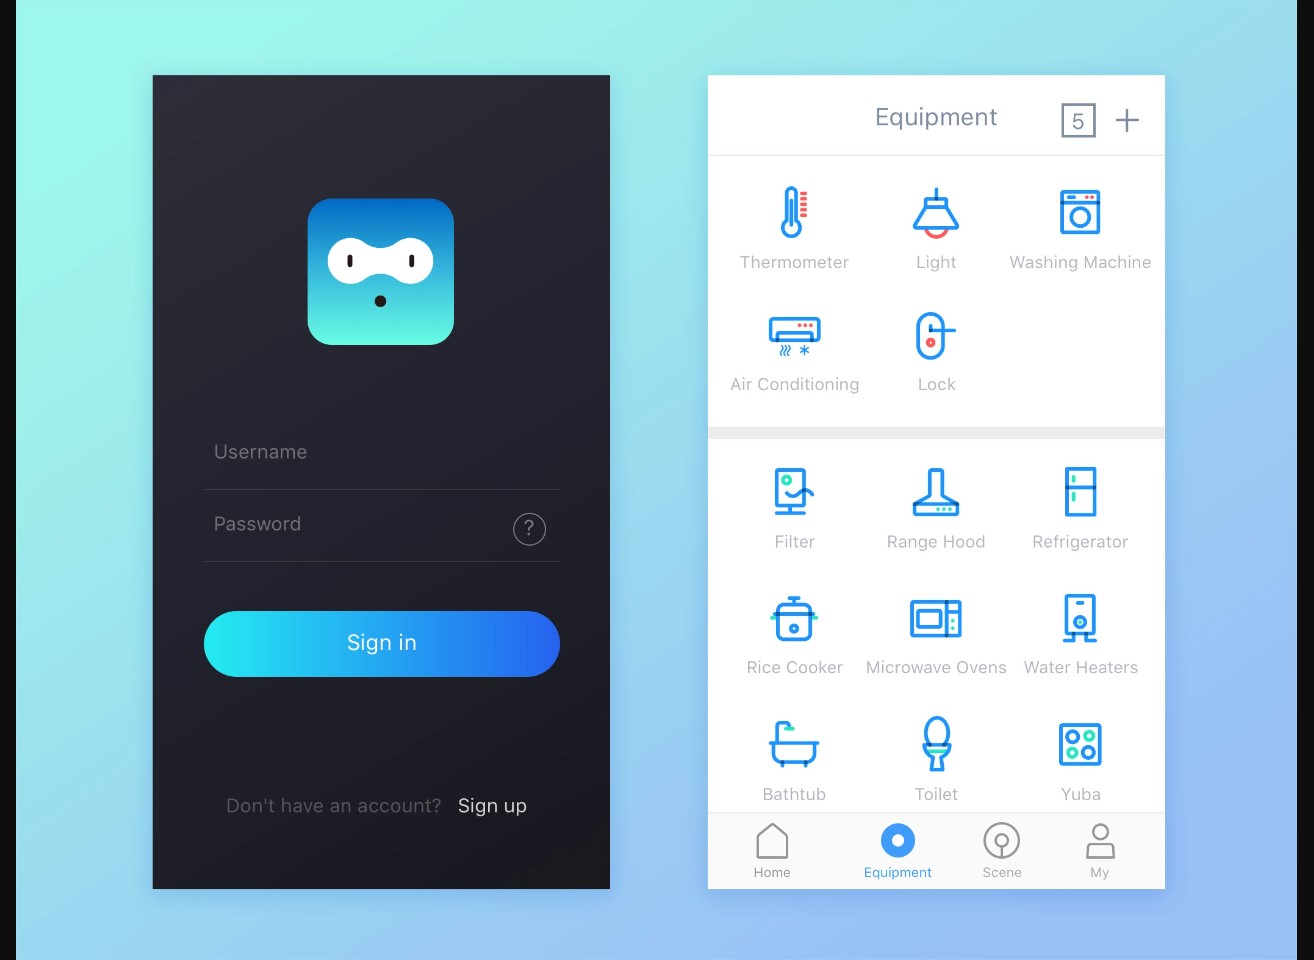 Username
Password
?
Sign in
Don't have an account? Sign up
Equipment 5
Thermometer Light Washing Machine
Air Conditioning Lock
Filter Range Hood Refrigerator
Rice Cooker Microwave Ovens Water Heaters
Bathtub Toilet Yuba
Home Equipment Scene My